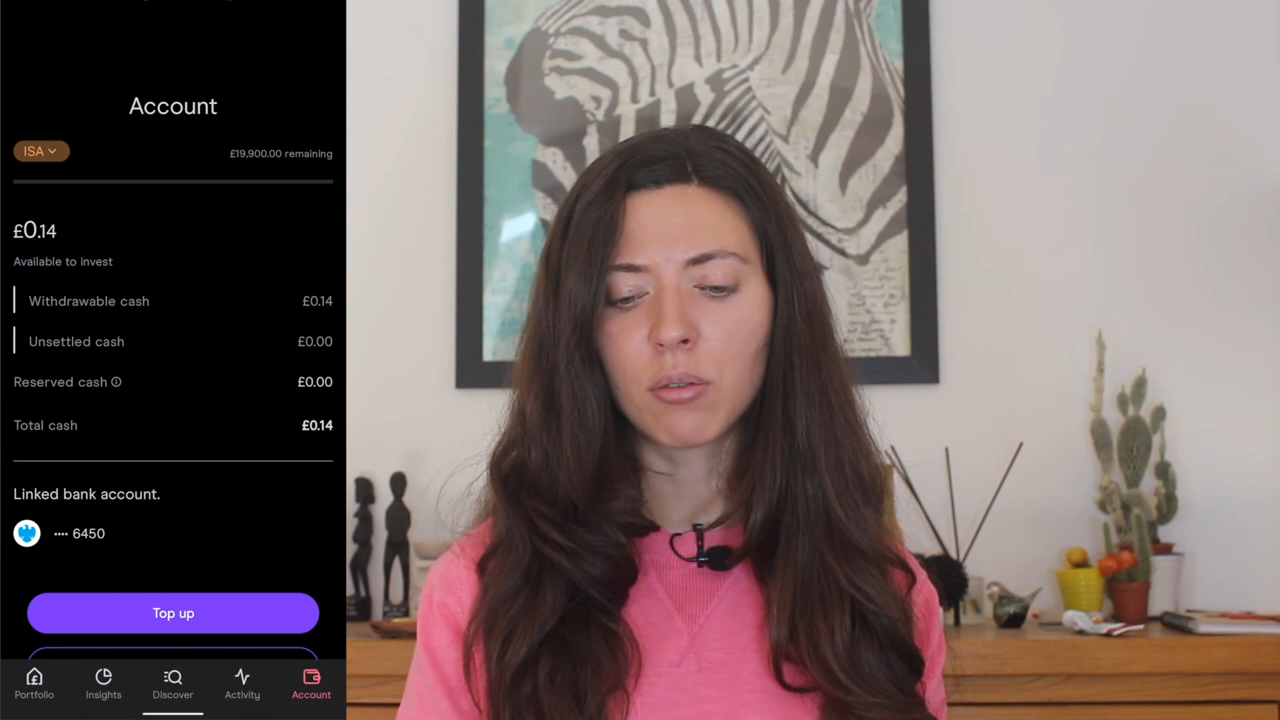 Account
ISA
£19,900.00 remaining
£0.14
Available to invest
Withdrawable cash £0.14
Unsettled cash £0.00
Reserved cash £0.00
Total cash £0.14
Linked bank account.
•••• 6450
Top up
Portfolio Insights Discover Activity Account